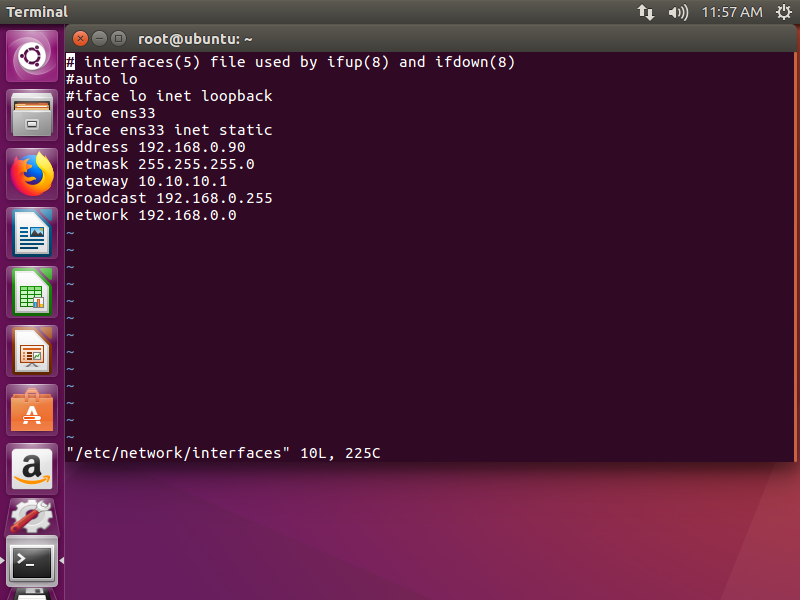 Terminal
11:57 AM
root@ubuntu: ~
# interfaces(5) file used by ifup(8) and ifdown(8)
#auto lo
#iface lo inet loopback
auto ens33
iface ens33 inet static
address 192.168.0.90
netmask 255.255.255.0
gateway 10.10.10.1
broadcast 192.168.0.255
network 192.168.0.0
~
~
~
~
~
~
~
~
~
~
~
~
~
"/etc/network/interfaces" 10L, 225C